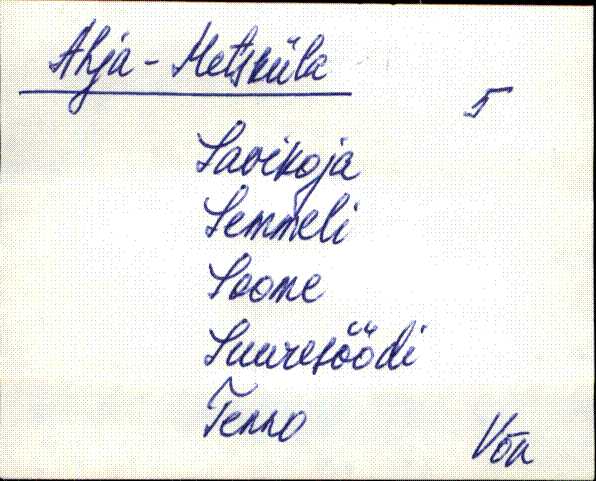 Ahja-Metsküla
5
Savikoja
Semmeli
Soome
Suuresöödi
Tenno
Võn